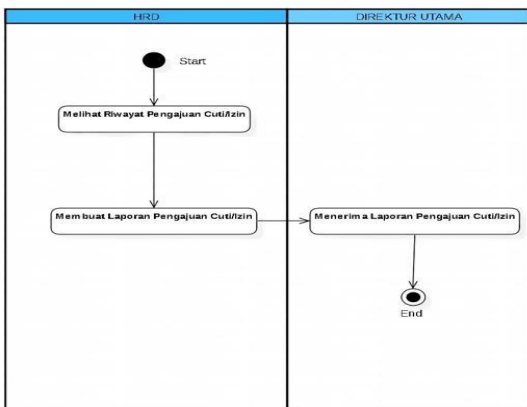 HRD
DIREKTUR UTAMA
Start
Melihat Riwayat Pengajuan Cuti/Izin
Membuat Laporan Pengajuan Cuti/Izin
Menerima Laporan Pengajuan Cuti/Izin
End